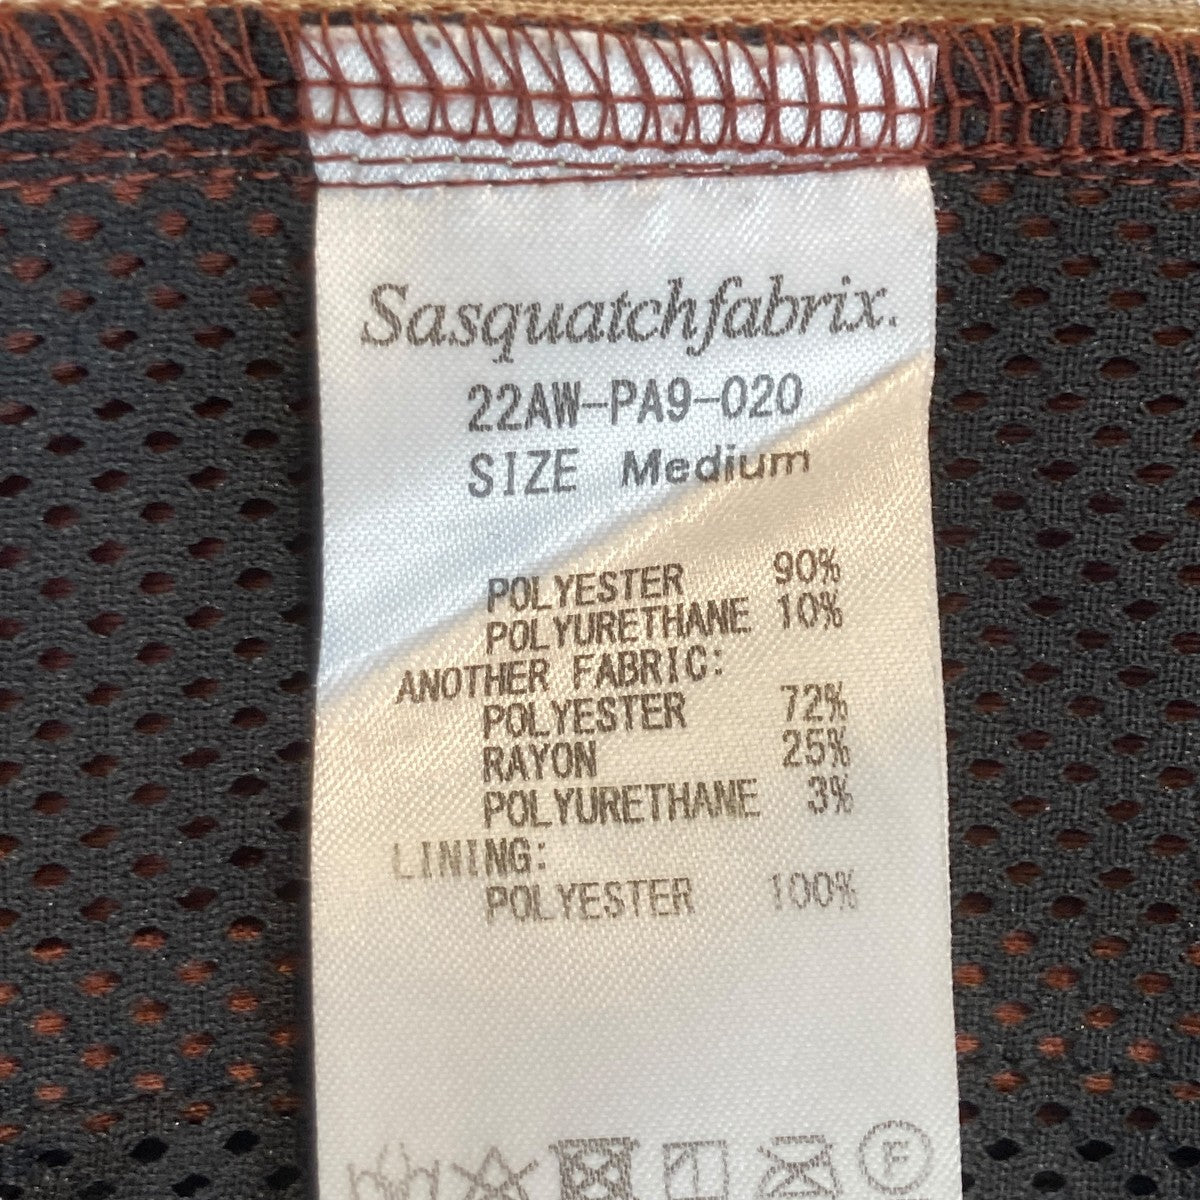 Sasquatchfabrix.
22AW-PA9-020
SIZE Medium
POLYESTER 90%
POLYURETHANE 10%
ANOTHER FABRIC:
POLYESTER 72%
RAYON 25%
POLYURETHANE 3%
LINING:
POLYESTER 100%
F